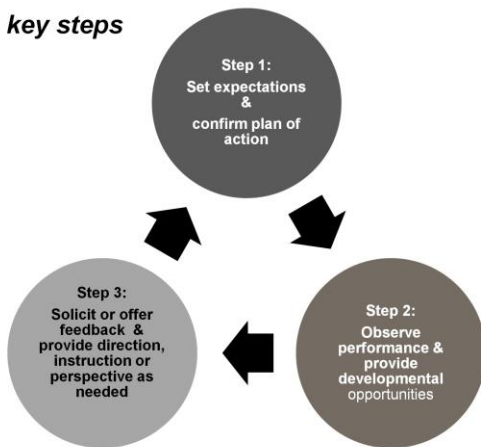 key steps
Step 1:
Set expectations
&
confirm plan of
action
Step 2:
Observe
performance &
provide
developmental
opportunities
Step 3:
Solicit or offer
feedback &
provide direction,
instruction or
perspective as
needed